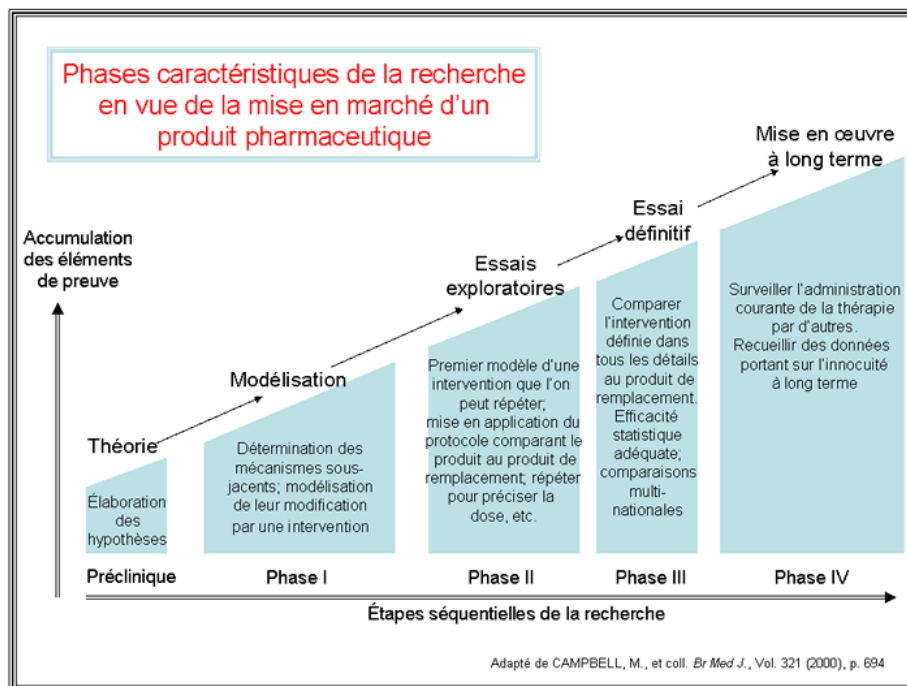 Phases caractéristiques de la recherche
en vue de la mise en marché d'un
produit pharmaceutique
Accumulation
des éléments
de preuve
Théorie
Modélisation
Essais
exploratoires
Essai
définitif
Mise en œuvre
à long terme
Élaboration
des
hypothèses
Détermination des
mécanismes sous-
jacents; modélisation
de leur modification
par une intervention
Premier modèle d'une
intervention que l'on
peut répéter;
mise en application du
protocole comparant le
produit au produit de
remplacement; répéter
pour préciser la
dose, etc.
Comparer
l'intervention
définie dans
tous les détails
au produit de
remplacement.
Efficacité
statistique
adéquate;
comparaisons
multi-
nationales
Surveiller l'administration
courante de la thérapie
par d'autres.
Recueillir des données
portant sur l'innocuité
à long terme
Préclinique
Phase I
Phase II
Phase III
Phase IV
Étapes séquentielles de la recherche
Adapté de CAMPBELL, M., et coll. Br Med J., Vol. 321 (2000), p. 694